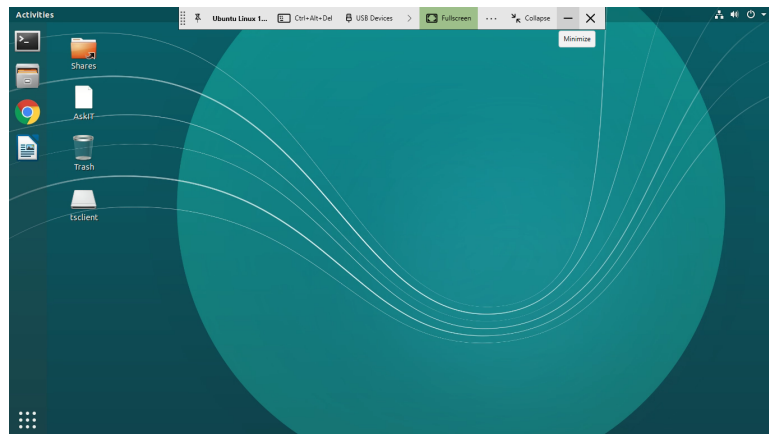 Activities
Ubuntu Linux 1... Ctrl+Alt+Del USB Devices Fullscreen ... Collapse
Minimize
Shares
AskIT
Trash
tsclient